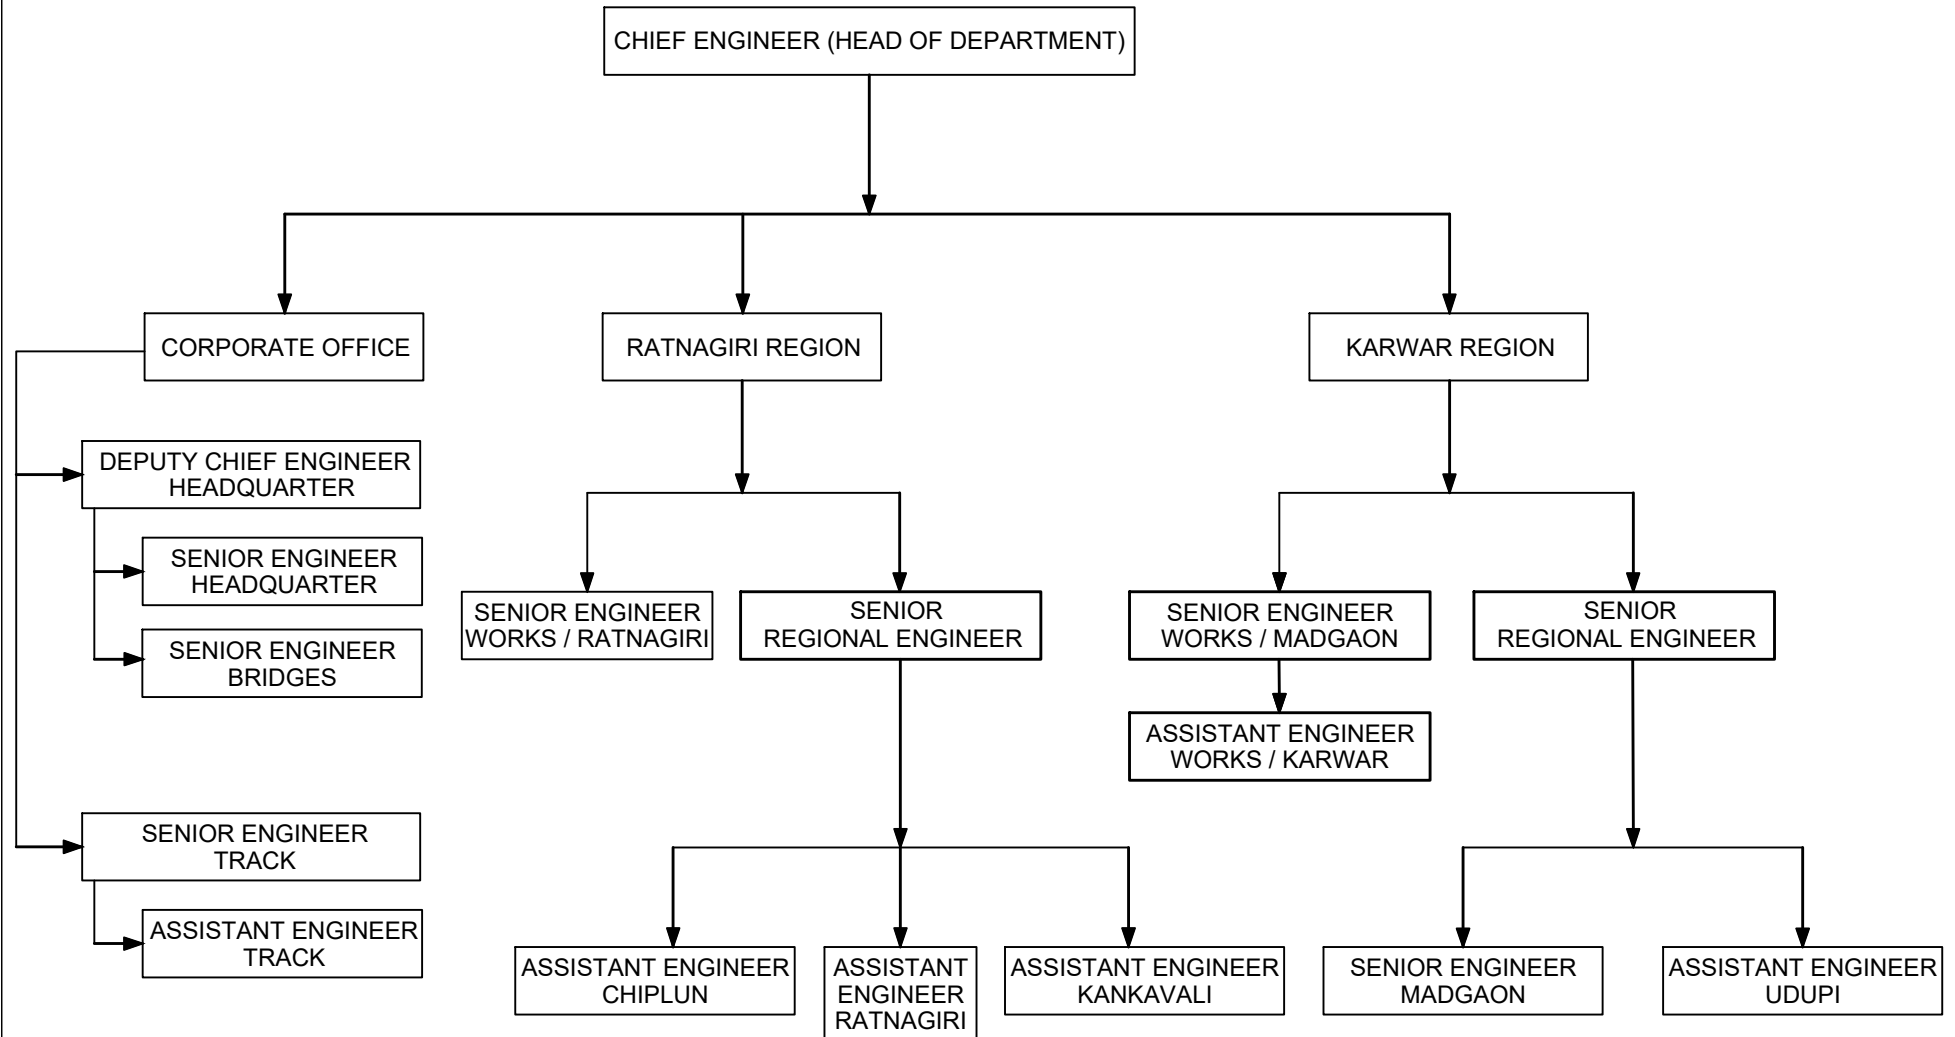 CHIEF ENGINEER (HEAD OF DEPARTMENT)
CORPORATE OFFICE
RATNAGIRI REGION
KARWAR REGION
DEPUTY CHIEF ENGINEER
HEADQUARTER
SENIOR ENGINEER
HEADQUARTER
SENIOR ENGINEER
BRIDGES
SENIOR ENGINEER
TRACK
ASSISTANT ENGINEER
TRACK
SENIOR ENGINEER
WORKS / RATNAGIRI
SENIOR
REGIONAL ENGINEER
ASSISTANT ENGINEER
CHIPLUN
ASSISTANT
ENGINEER
RATNAGIRI
ASSISTANT ENGINEER
KANKAVALI
SENIOR ENGINEER
WORKS / MADGAON
ASSISTANT ENGINEER
WORKS / KARWAR
SENIOR
REGIONAL ENGINEER
SENIOR ENGINEER
MADGAON
ASSISTANT ENGINEER
UDUPI